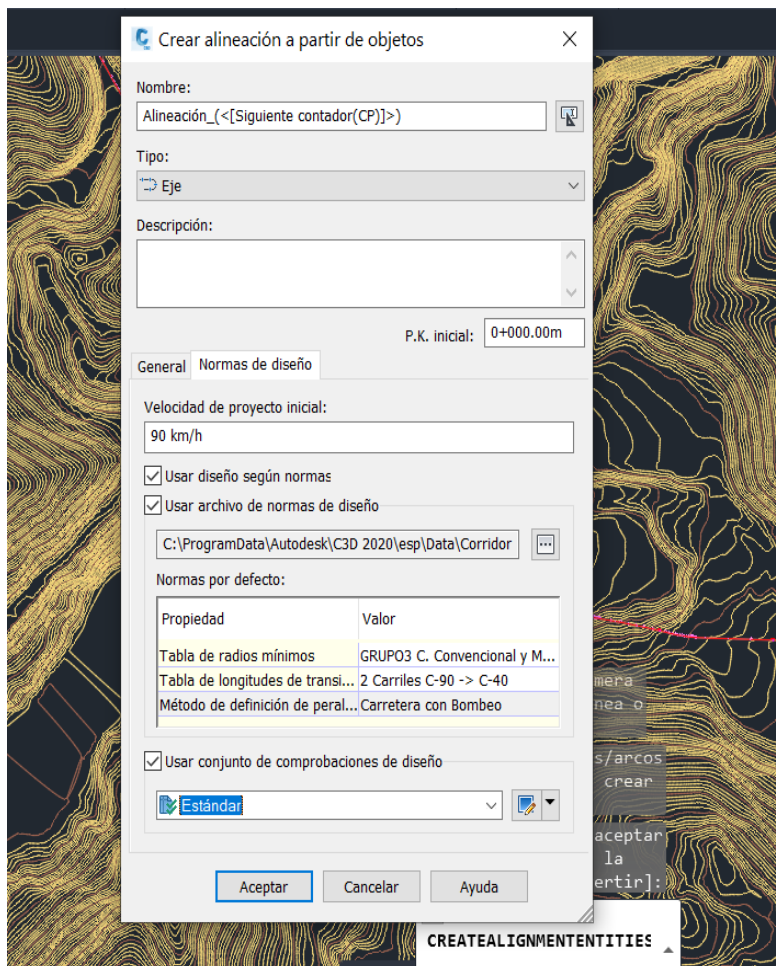 Crear alineación a partir de objetos
Nombre:
Alineación_(<[Siguiente contador(CP)]>)
Tipo:
Eje
Descripción:
P.K. inicial:
0+000.00m
General
Normas de diseño
Velocidad de proyecto inicial:
90 km/h
Usar diseño según normas
Usar archivo de normas de diseño
C:\ProgramData\Autodesk\C3D 2020\esp\Data\Corridor
Normas por defecto:
Propiedad Valor
Tabla de radios mínimos GRUPO3 C. Convencional y M...
Tabla de longitudes de transi... 2 Carriles C-90 -> C-40
Método de definición de peral... Carretera con Bombeo
Usar conjunto de comprobaciones de diseño
Estándar
Aceptar Cancelar Ayuda
mera
nea o
s/arcos
crear
aceptar
la
ertir]:
CREATEALIGNMENTENTITIES